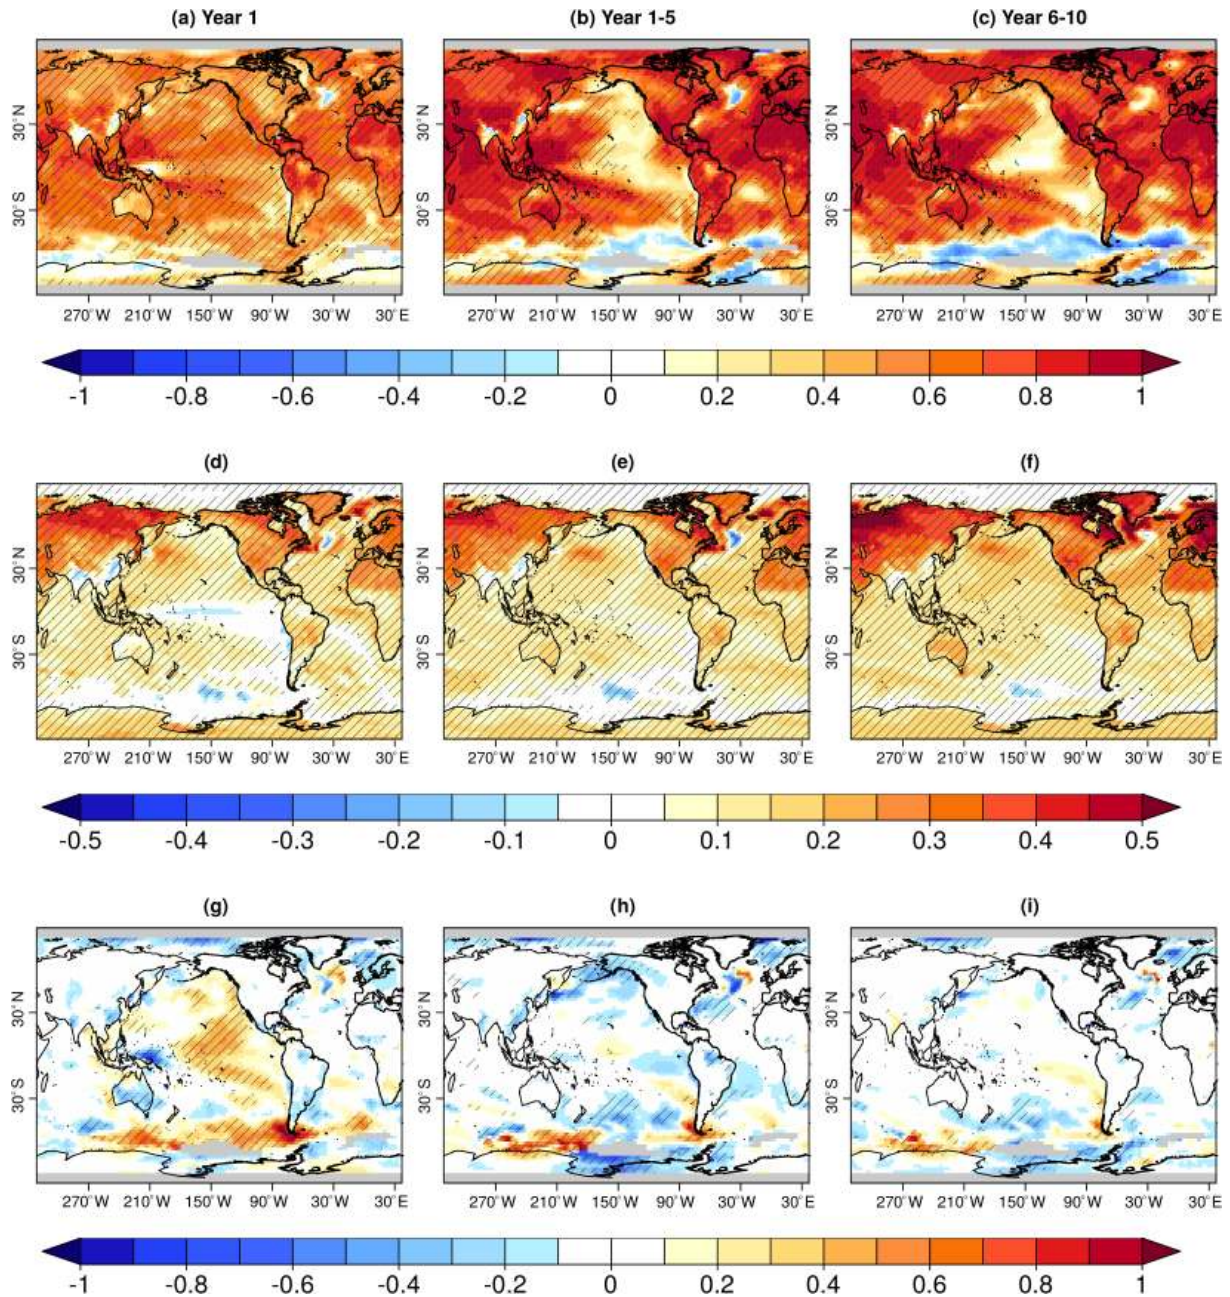 (a) Year 1 (b) Year 1-5 (c) Year 6-10
30°N 30°N 30°N
30°S 30°S 30°S
270°W 210°W 150°W 90°W 30°W 30°E 270°W 210°W 150°W 90°W 30°W 30°E 270°W 210°W 150°W 90°W 30°W 30°E
-1 -0.8 -0.6 -0.4 -0.2 0 0.2 0.4 0.6 0.8 1
(d) (e) (f)
30°N 30°N 30°N
30°S 30°S 30°S
270°W 210°W 150°W 90°W 30°W 30°E 270°W 210°W 150°W 90°W 30°W 30°E 270°W 210°W 150°W 90°W 30°W 30°E
-0.5 -0.4 -0.3 -0.2 -0.1 0 0.1 0.2 0.3 0.4 0.5
(g) (h) (i)
30°N 30°N 30°N
30°S 30°S 30°S
270°W 210°W 150°W 90°W 30°W 30°E 270°W 210°W 150°W 90°W 30°W 30°E 270°W 210°W 150°W 90°W 30°W 30°E
-1 -0.8 -0.6 -0.4 -0.2 0 0.2 0.4 0.6 0.8 1